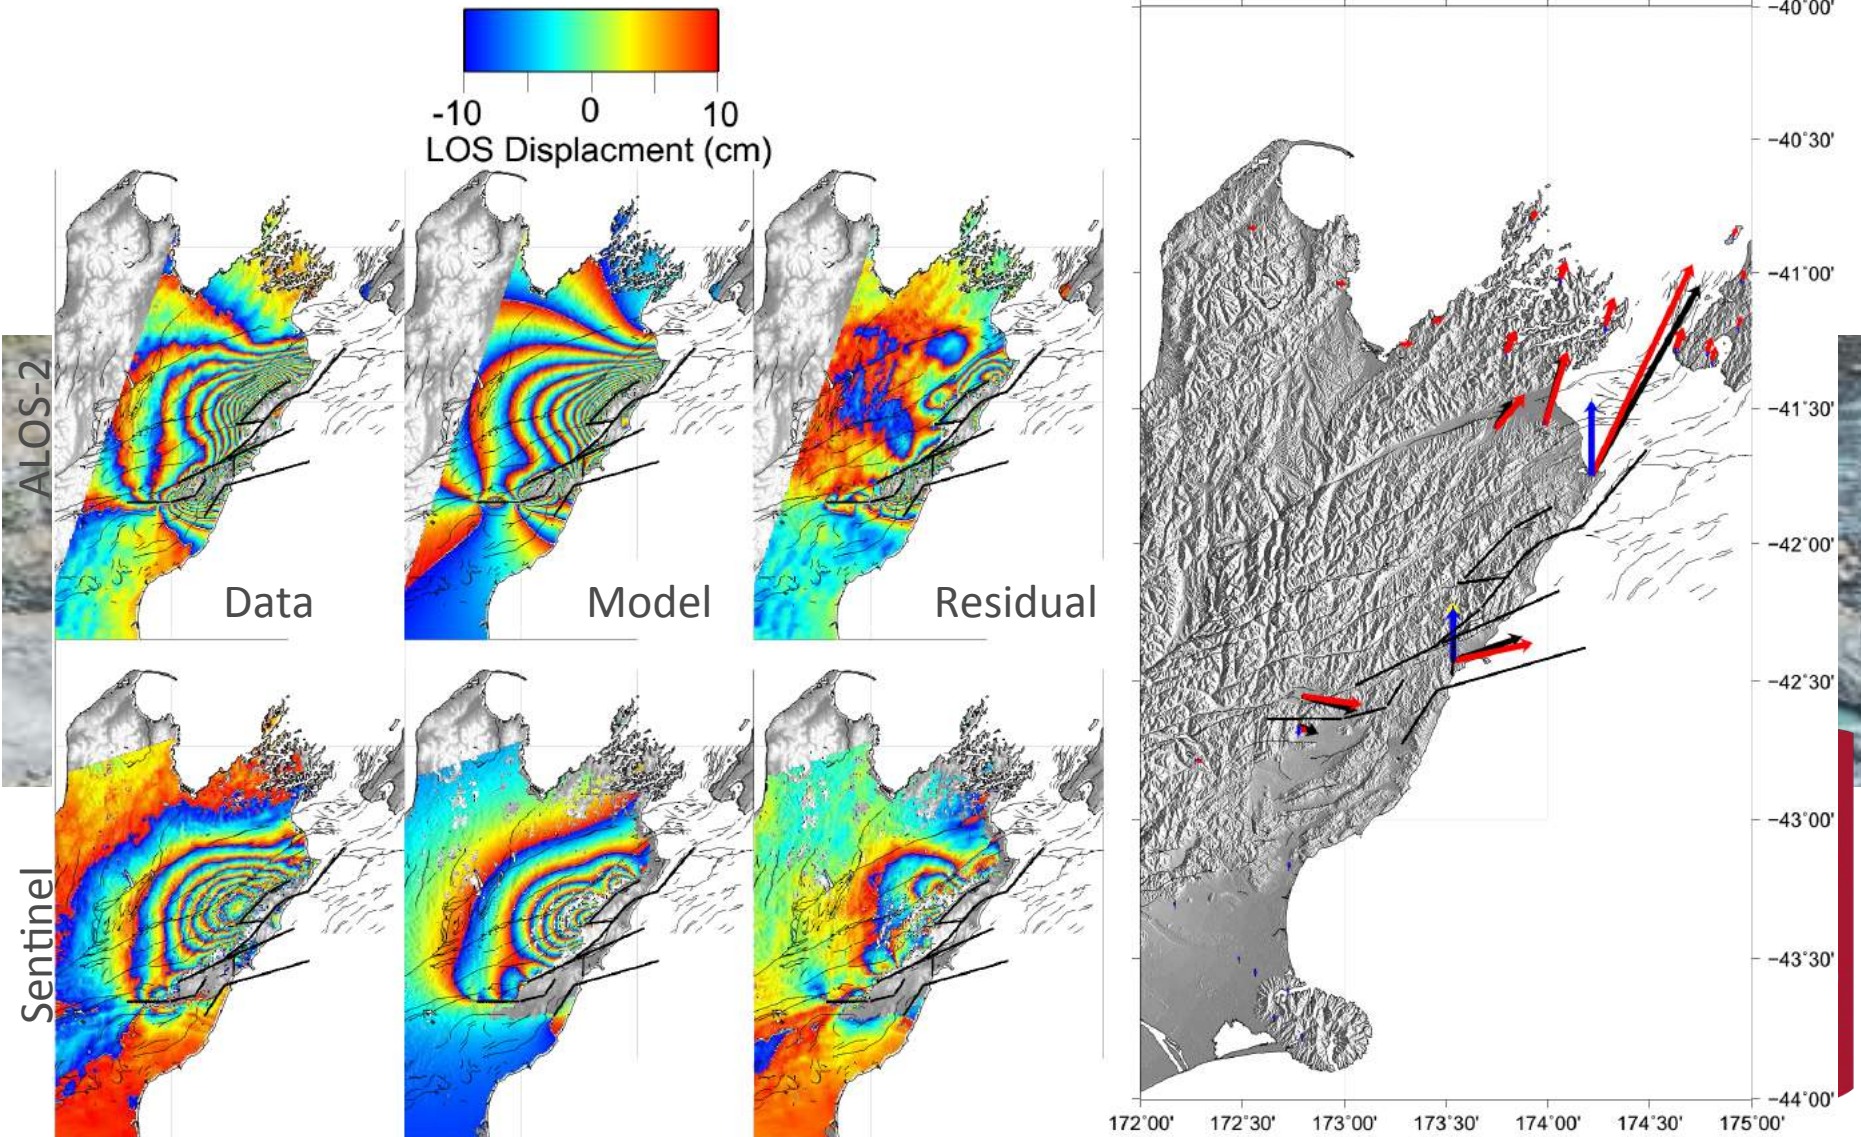 -10 0 10
LOS Displacment (cm)
ALOS-2
Data
Model
Residual
Sentinel
−40°00'
−40°30'
−41°00'
−41°30'
−42°00'
−42°30'
−43°00'
−43°30'
−44°00'
172°00' 172°30' 173°00' 173°30' 174°00' 174°30' 175°00'